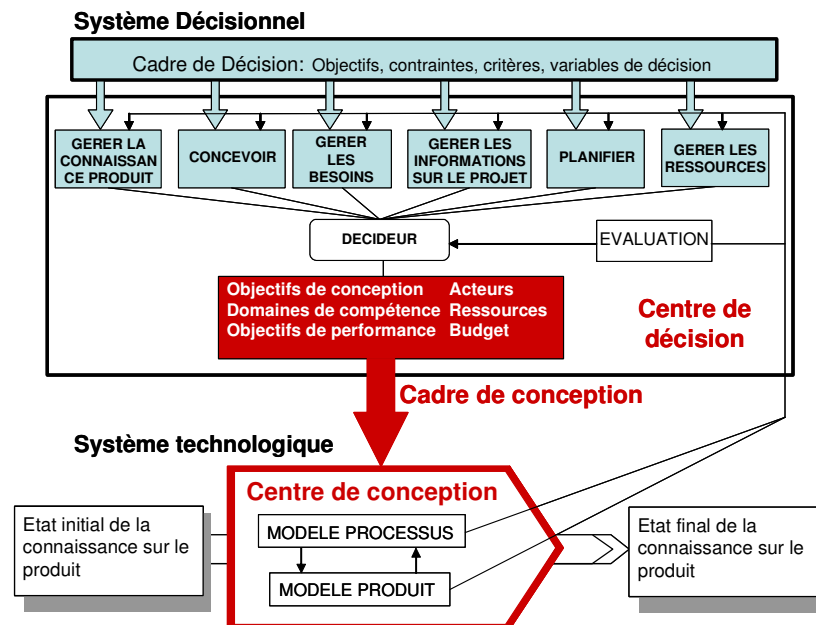 Système Décisionnel
Cadre de Décision: Objectifs, contraintes, critères, variables de décision
GERER LA
CONNAISSAN
CE PRODUIT
CONCEVOIR
GERER
LES
BESOINS
GERER LES
INFORMATIONS
SUR LE PROJET
PLANIFIER
GERER LES
RESSOURCES
DECIDEUR
EVALUATION
Objectifs de conception Acteurs
Domaines de compétence Ressources
Objectifs de performance Budget
Centre de
décision
Cadre de conception
Système technologique
Centre de conception
MODELE PROCESSUS
MODELE PRODUIT
Etat initial de la
connaissance sur le
produit
Etat final de la
connaissance sur le
produit